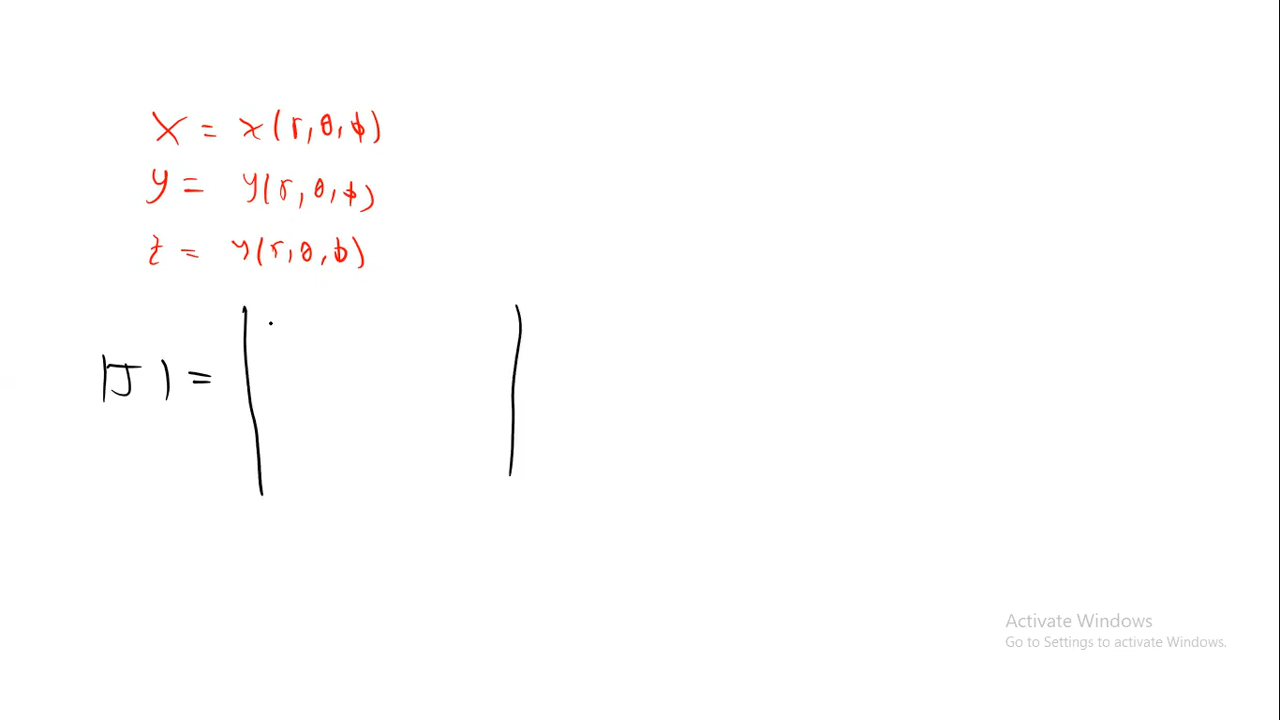 x = x(r, θ, φ)
y = y(r, θ, φ)
z = y(r, θ, φ)
|J| =
Activate Windows
Go to Settings to activate Windows.